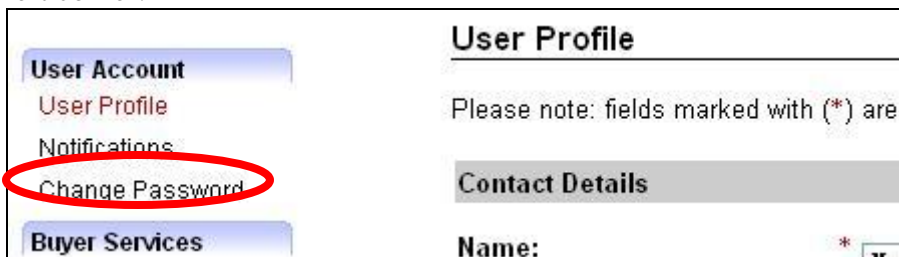 User Account
User Profile
Notifications
Change Password
Buyer Services
User Profile
Please note: fields marked with (*) are
Contact Details
Name: *